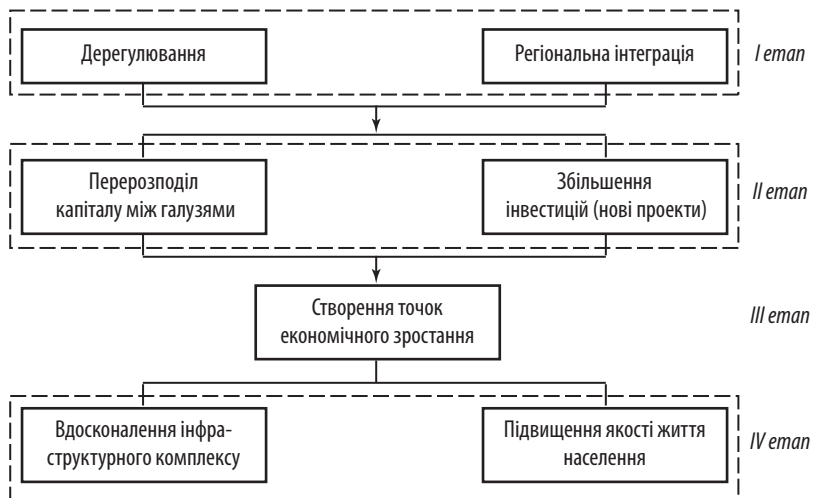 Дерегулювання
Регіональна інтеграція
I етап
Перерозподіл
капіталу між галузями
Збільшення
інвестицій (нові проекти)
II етап
Створення точок
економічного зростання
III етап
Вдосконалення інфра-
структурного комплексу
Підвищення якості життя
населення
IV етап